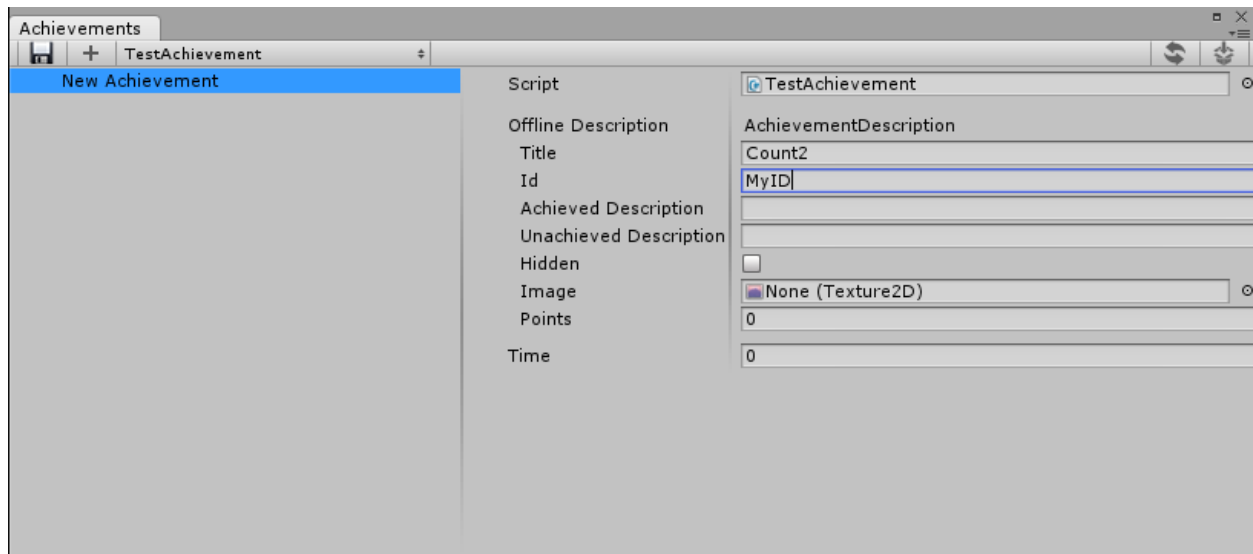 Achievements
TestAchievement
New Achievement
Script TestAchievement
Offline Description AchievementDescription
Title Count2
Id MyID
Achieved Description
Unachieved Description
Hidden
Image None (Texture2D)
Points 0
Time 0